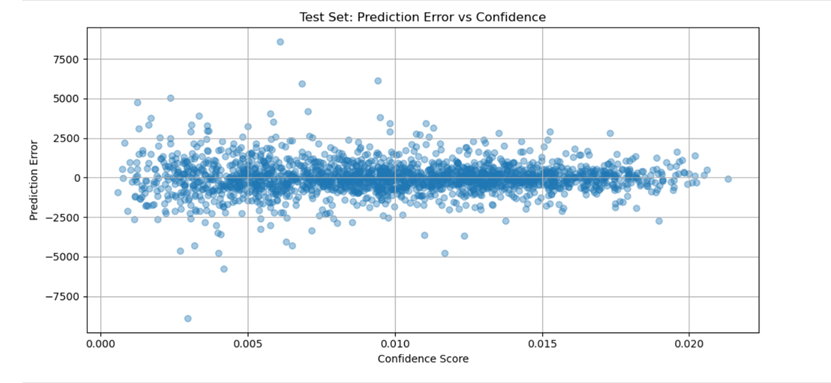 Test Set: Prediction Error vs Confidence
7500
5000
2500
0
−2500
−5000
−7500
Prediction Error
0.000 0.005 0.010 0.015 0.020
Confidence Score